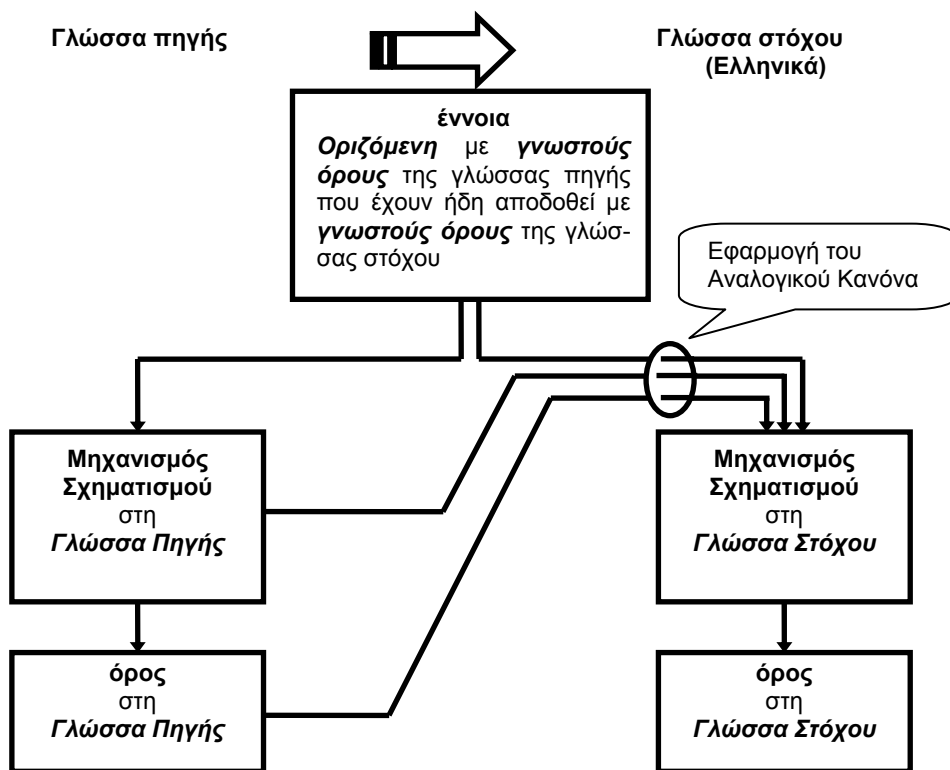 Γλώσσα πηγής
Γλώσσα στόχου
(Ελληνικά)
έννοια
Οριζόμενη με γνωστούς
όρους της γλώσσας πηγής
που έχουν ήδη αποδοθεί με
γνωστούς όρους της γλώσ-
σας στόχου
Εφαρμογή του
Αναλογικού Κανόνα
Μηχανισμός
Σχηματισμού
στη
Γλώσσα Πηγής
Μηχανισμός
Σχηματισμού
στη
Γλώσσα Στόχου
όρος
στη
Γλώσσα Πηγής
όρος
στη
Γλώσσα Στόχου